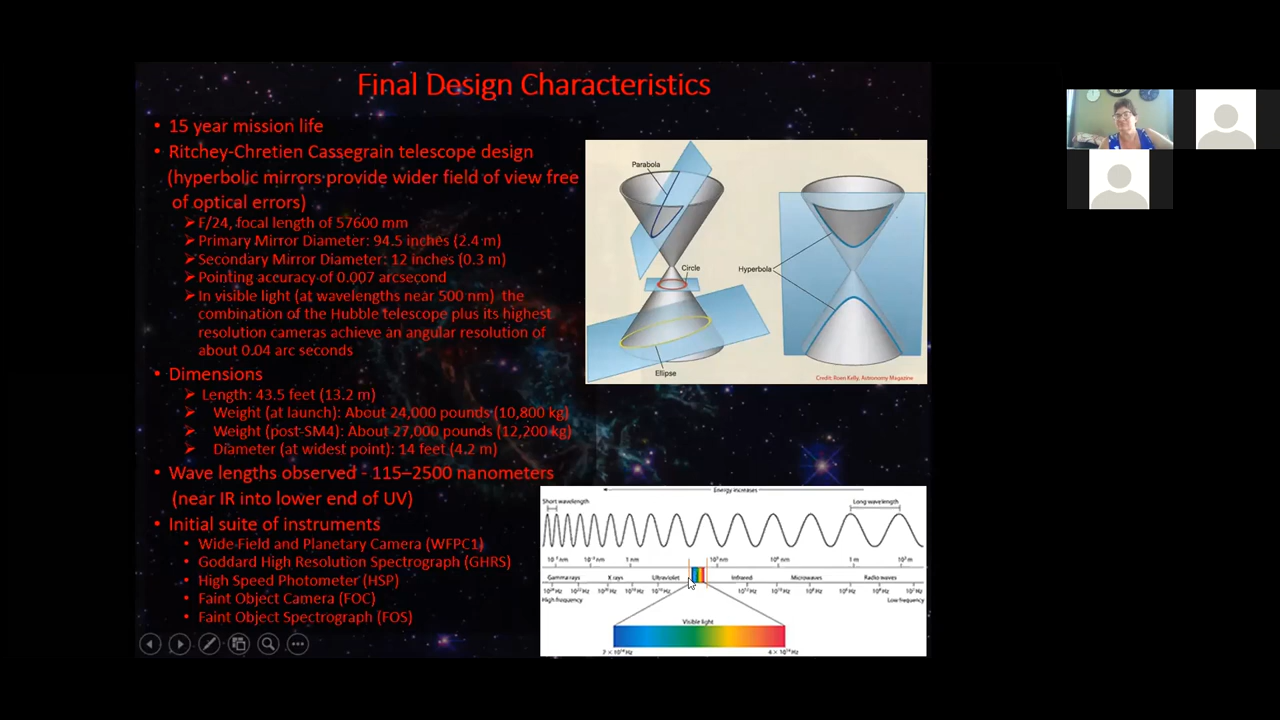 Final Design Characteristics
• 15 year mission life
• Ritchey-Chretien Cassegrain telescope design
(hyperbolic mirrors provide wider field of view free
of optical errors)
➢ F/24, focal length of 57600 mm
➢ Primary Mirror Diameter: 94.5 inches (2.4 m)
➢ Secondary Mirror Diameter: 12 inches (0.3 m)
➢ Pointing accuracy of 0.007 arcsecond
➢ In visible light (at wavelengths near 500 nm) the
combination of the Hubble telescope plus its highest
resolution cameras achieve an angular resolution of
about 0.04 arc seconds
• Dimensions
➢ Length: 43.5 feet (13.2 m)
➢ Weight (at launch): About 24,000 pounds (10,800 kg)
➢ Weight (post-SM4): About 27,000 pounds (12,200 kg)
➢ Diameter (at widest point): 14 feet (4.2 m)
• Wave lengths observed - 115–2500 nanometers
(near IR into lower end of UV)
• Initial suite of instruments
• Wide Field and Planetary Camera (WFPC1)
• Goddard High Resolution Spectrograph (GHRS)
• High Speed Photometer (HSP)
• Faint Object Camera (FOC)
• Faint Object Spectrograph (FOS)
Parabola
Circle
Hyperbola
Ellipse
Credit: Roen Kelly, Astronomy Magazine
Energy increases
Short wavelength
Long wavelength
1 nm
1 m
Gamma rays
X rays
Ultraviolet
Infrared
Microwaves
Radio waves
High frequency
Low frequency
Visible light